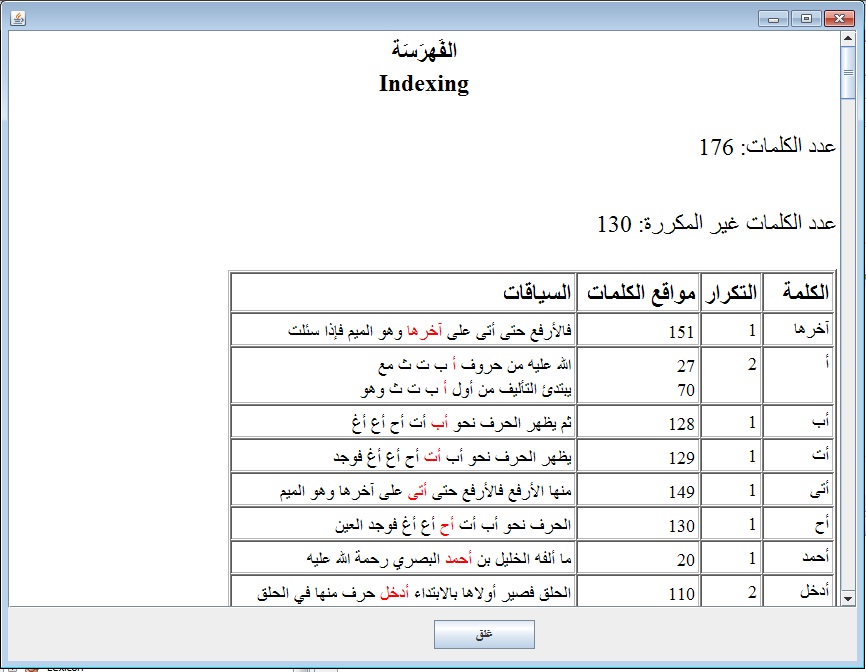 الفَهرَسَة
Indexing
عدد الكلمات: 176
عدد الكلمات غير المكررة: 130
الكلمة التكرار مواقع الكلمات السياقات
آخرها 1 151 فالأرفع حتى أتى على آخرها وهو الميم فإذا سئلت
أ 2 27 الله عليه من حروف أ ب ت ث مع
70 يبتدئ التأليف من أول أ ب ت ث وهو
أب 1 128 ثم يظهر الحرف نحو أب أت أح أع أغ
أت 1 129 يظهر الحرف نحو أب أت أح أع أغ فوجد
أتى 1 149 منها الأرفع فالأرفع حتى أتى على آخرها وهو الميم
أح 1 130 الحرف نحو أب أت أح أع أغ فوجد العين
أحمد 1 20 ما ألفه الخليل بن أحمد البصري رحمة الله عليه
أدخل 2 110 الحلق فصير أولاها بالابتداء أدخل حرف منها في الحلق
غلق